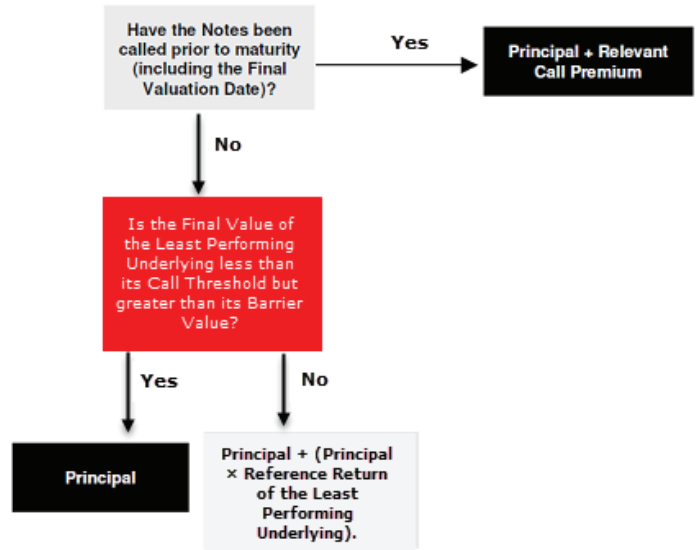 Have the Notes been
called prior to maturity
(including the Final
Valuation Date)?
Yes
Principal + Relevant
Call Premium
No
Is the Final Value of
the Least Performing
Underlying less than
its Call Threshold but
greater than its Barrier
Value?
Yes
No
Principal
Principal + (Principal
× Reference Return
of the Least
Performing
Underlying).